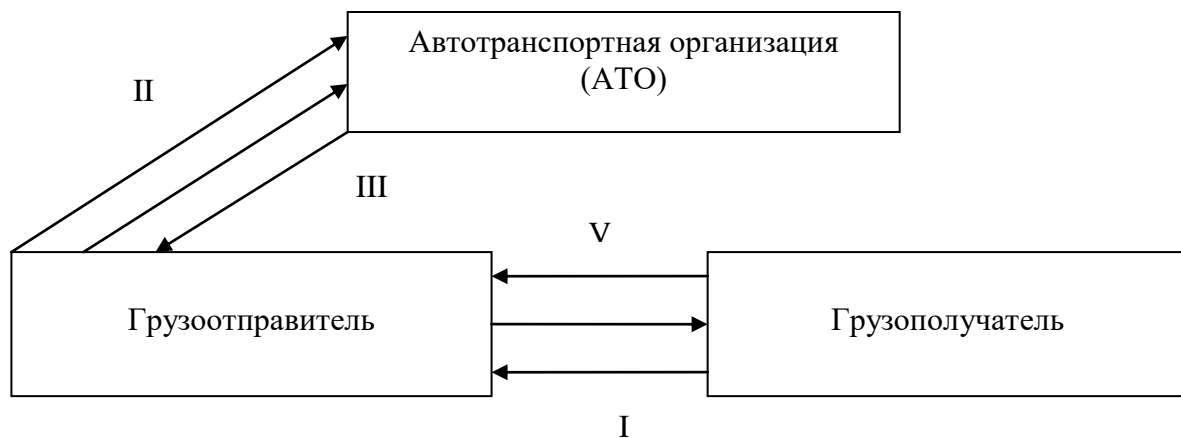 Автотранспортная организация
(АТО)
II
III
V
Грузоотправитель
Грузополучатель
I